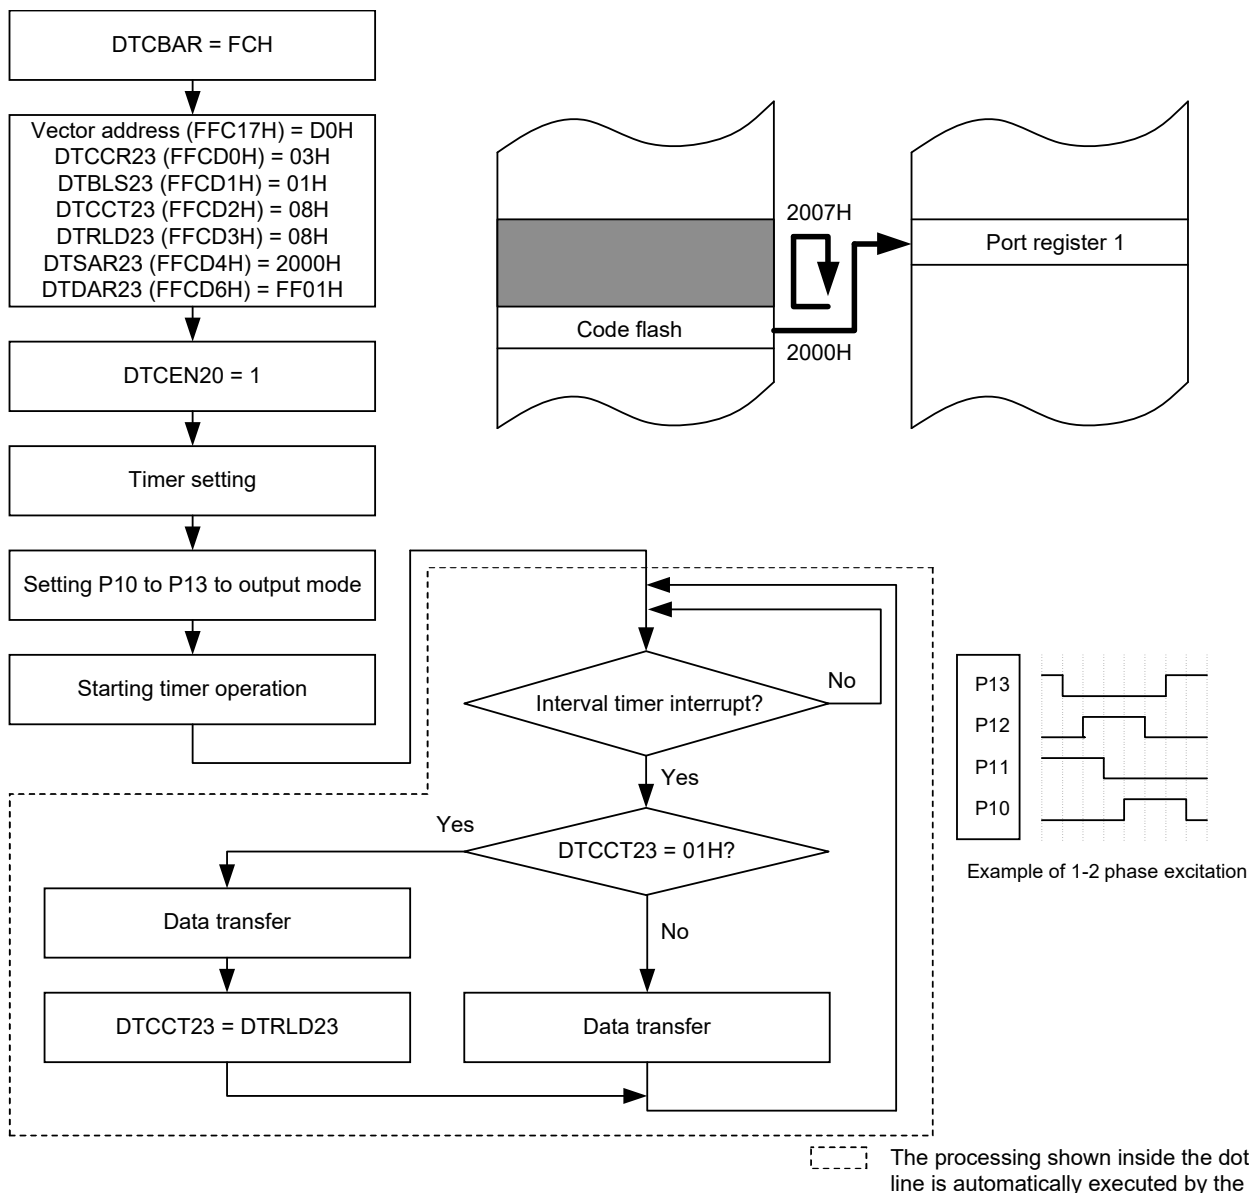 DTCBAR = FCH
Vector address (FFC17H) = D0H
DTCCR23 (FFCD0H) = 03H
DTBLS23 (FFCD1H) = 01H
DTCCT23 (FFCD2H) = 08H
DTRLD23 (FFCD3H) = 08H
DTSAR23 (FFCD4H) = 2000H
DTDAR23 (FFCD6H) = FF01H
DTCEN20 = 1
Timer setting
Setting P10 to P13 to output mode
Starting timer operation
2007H
Port register 1
Code flash
2000H
Interval timer interrupt?
No
Yes
DTCCT23 = 01H?
Yes
No
Data transfer
DTCCT23 = DTRLD23
Data transfer
P13
P12
P11
P10
Example of 1-2 phase excitation
The processing shown inside the dot
line is automatically executed by the